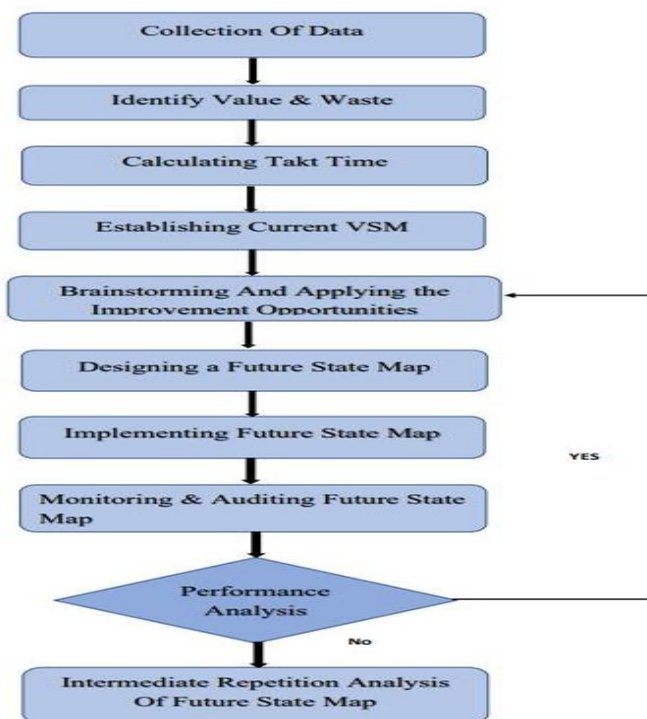 Collection Of Data
Identify Value & Waste
Calculating Takt Time
Establishing Current VSM
Brainstorming And Applying the
Improvement Opportunities
Designing a Future State Map
Implementing Future State Map
YES
Monitoring & Auditing Future State
Map
Performance
Analysis
No
Intermediate Repetition Analysis
Of Future State Map